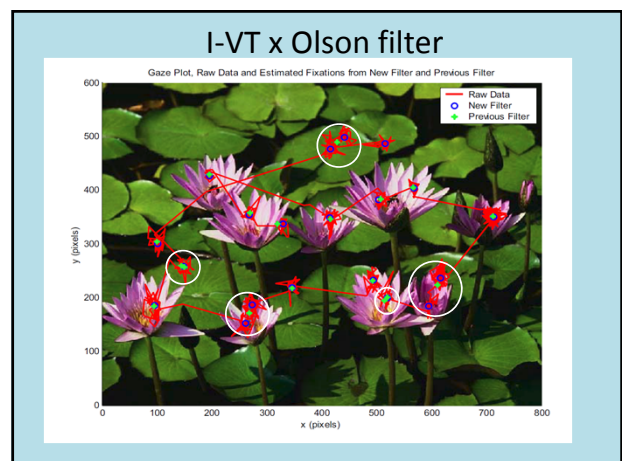 I-VT x Olson filter
Gaze Plot, Raw Data and Estimated Fixations from New Filter and Previous Filter
Raw Data
New Filter
Previous Filter
600
500
400
300
200
100
0
y (pixels)
0 100 200 300 400 500 600 700 800
x (pixels)